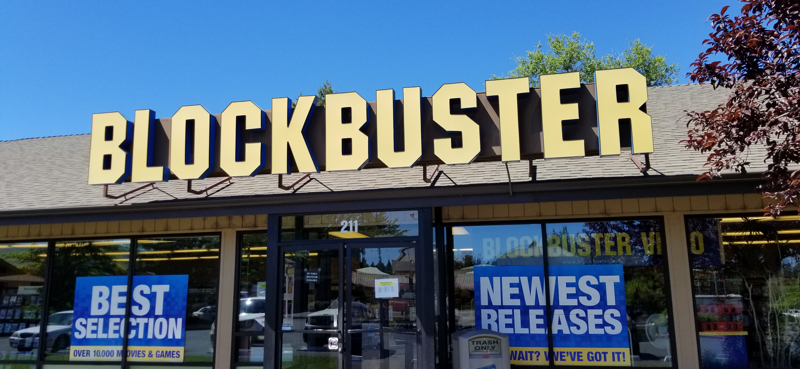 BLOCKBUSTER
211
BLOCKBUSTER VI O
BEST
SELECTION
OVER 10,000 MOVIES & GAMES
NEWEST
RELEASES
WAIT? WE'VE GOT IT!
TRASH
ONLY